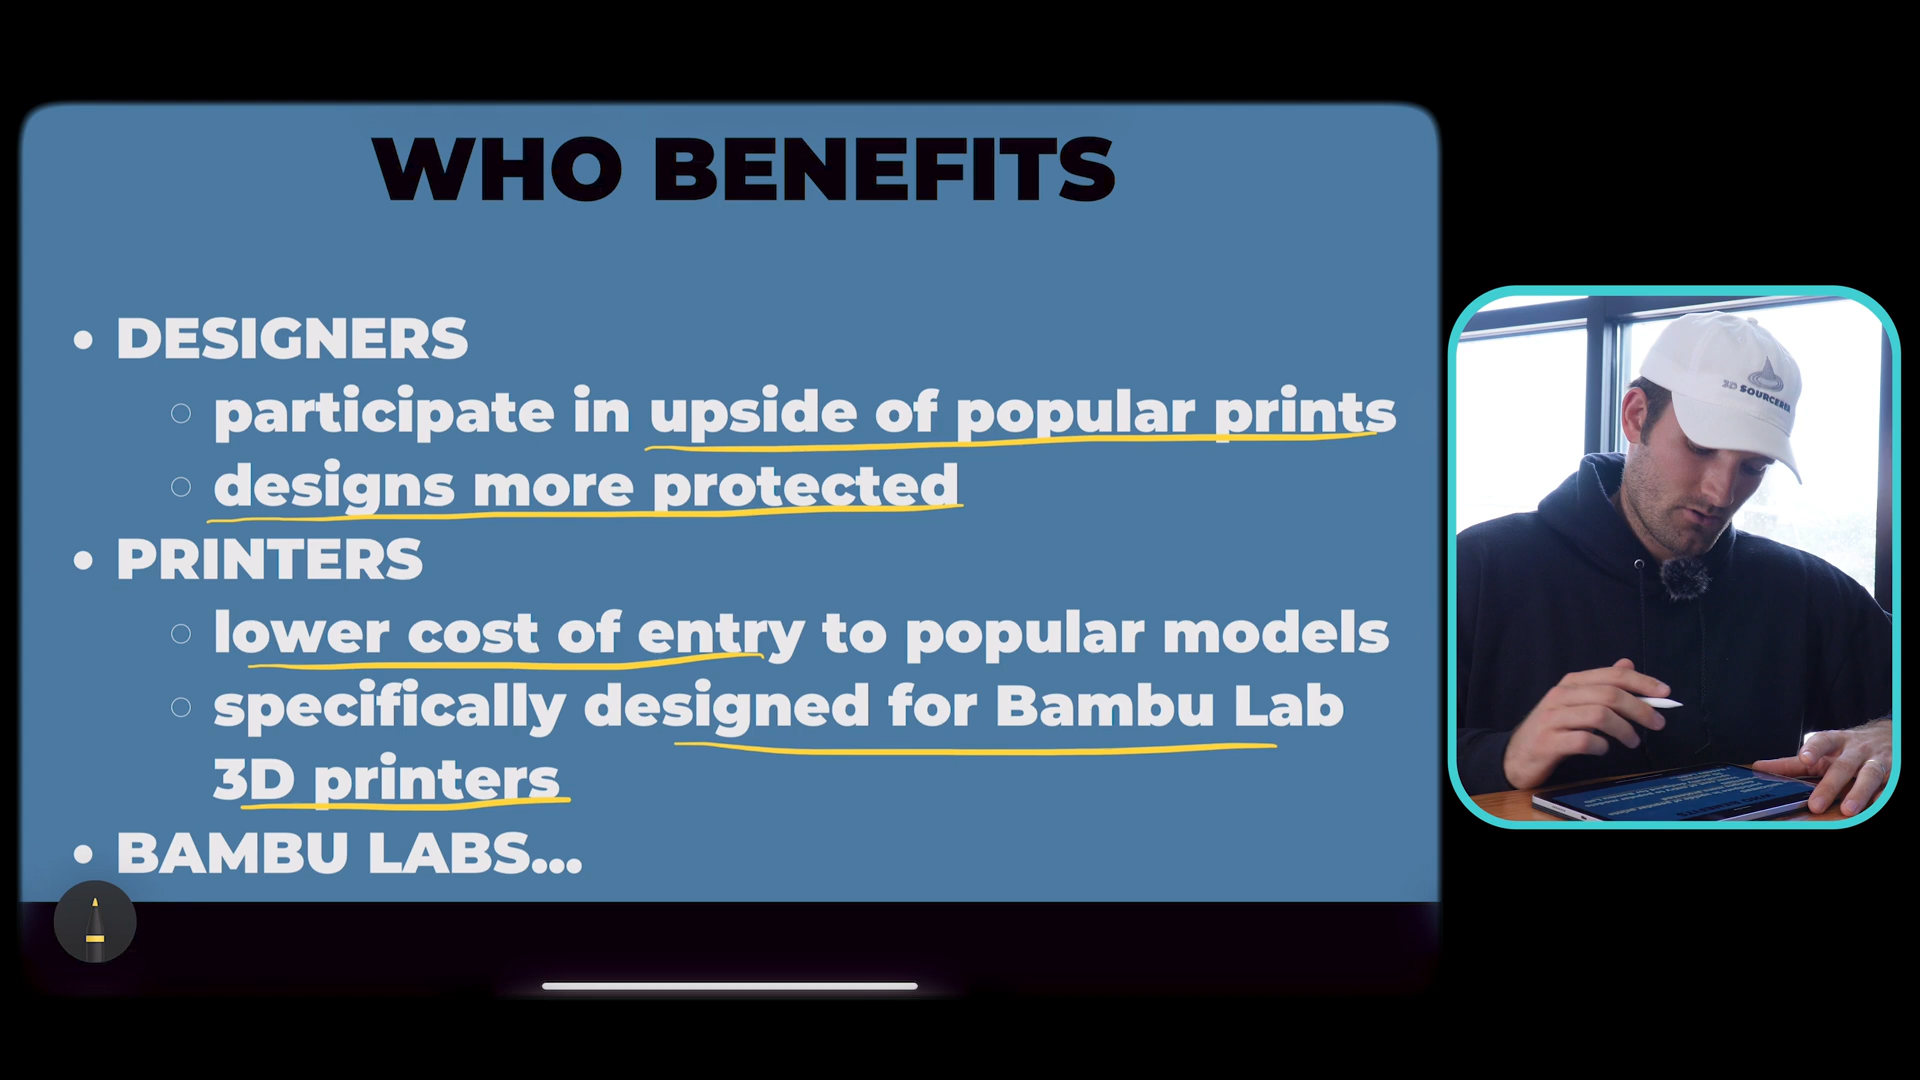 WHO BENEFITS
• DESIGNERS
○ participate in upside of popular prints
○ designs more protected
• PRINTERS
○ lower cost of entry to popular models
○ specifically designed for Bambu Lab
3D printers
• BAMBU LABS...
3D SOURCERER